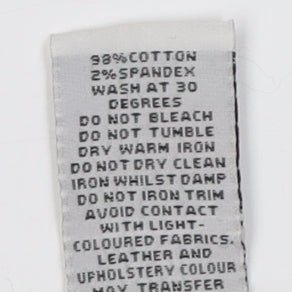 98%COTTON
2%SPANDEX
WASH AT 30
DEGREES
DO NOT BLEACH
DO NOT TUMBLE
DRY WARM IRON
DO NOT DRY CLEAN
IRON WHILST DAMP
DO NOT IRON TRIM
AVOID CONTACT
WITH LIGHT-
COLOURED FABRICS,
LEATHER AND
UPHOLSTERY COLOUR
MAY TRANSFER